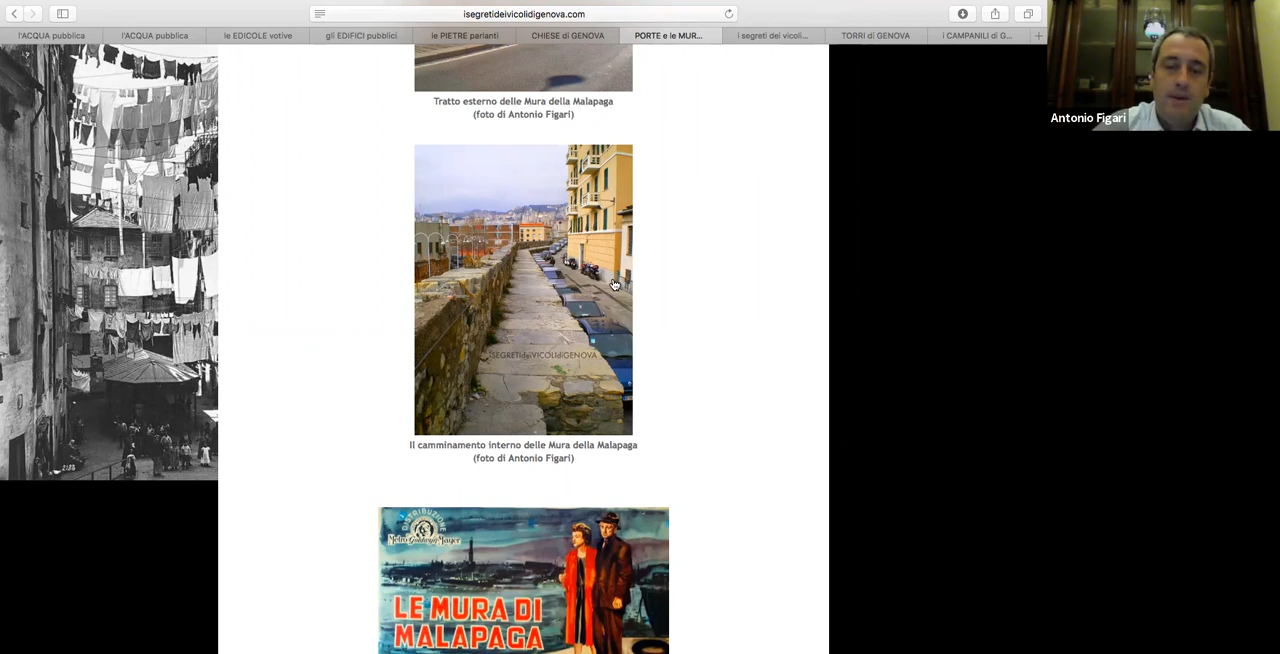 isegretideivicolidigenova.com
l'ACQUA pubblica
l'ACQUA pubblica
le EDICOLE votive
gli EDIFICI pubblici
le PIETRE parlanti
CHIESE di GENOVA
PORTE e le MUR...
i segreti dei vicoli...
TORRI di GENOVA
i CAMPANILI di G...
Antonio Figari
Tratto esterno delle Mura della Malapaga
(foto di Antonio Figari)
iSEGRETIdeiVICOLIdiGENOVA
Il camminamento interno delle Mura della Malapaga
(foto di Antonio Figari)
DISTRIBUZIONE
Metro Goldwyn Mayer
LE MURA DI
MALAPAGA